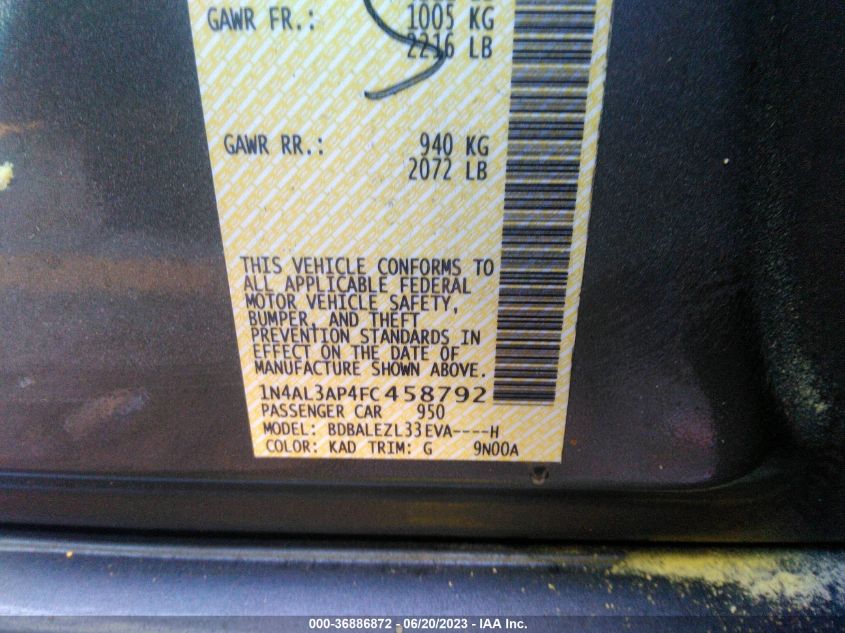 GAWR FR.: 1005 KG
2216 LB
GAWR RR.: 940 KG
2072 LB
THIS VEHICLE CONFORMS TO
ALL APPLICABLE FEDERAL
MOTOR VEHICLE SAFETY,
BUMPER, AND THEFT
PREVENTION STANDARDS IN
EFFECT ON THE DATE OF
MANUFACTURE SHOWN ABOVE.
1N4AL3AP4FC458792
PASSENGER CAR 950
MODEL: BDBALEZL33EVA----H
COLOR: KAD TRIM: G 9N00A
000-36886872 - 06/20/2023 - IAA Inc.